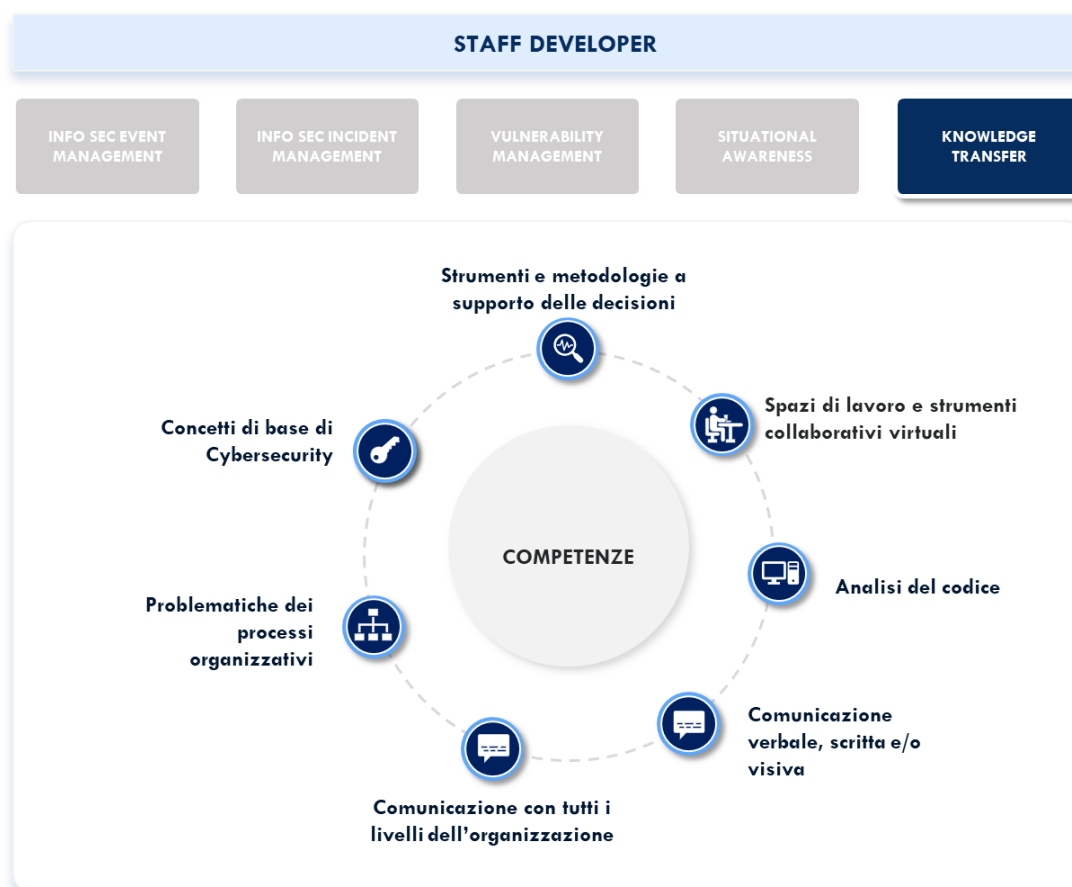 STAFF DEVELOPER
INFO SEC EVENT
MANAGEMENT
INFO SEC INCIDENT
MANAGEMENT
VULNERABILITY
MANAGEMENT
SITUATIONAL
AWARENESS
KNOWLEDGE
TRANSFER
Strumenti e metodologie a
supporto delle decisioni
Spazi di lavoro e strumenti
collaborativi virtuali
Concetti di base di
Cybersecurity
COMPETENZE
Analisi del codice
Problematiche dei
processi
organizzativi
Comunicazione
verbale, scritta e/o
visiva
Comunicazione con tutti i
livelli dell’organizzazione